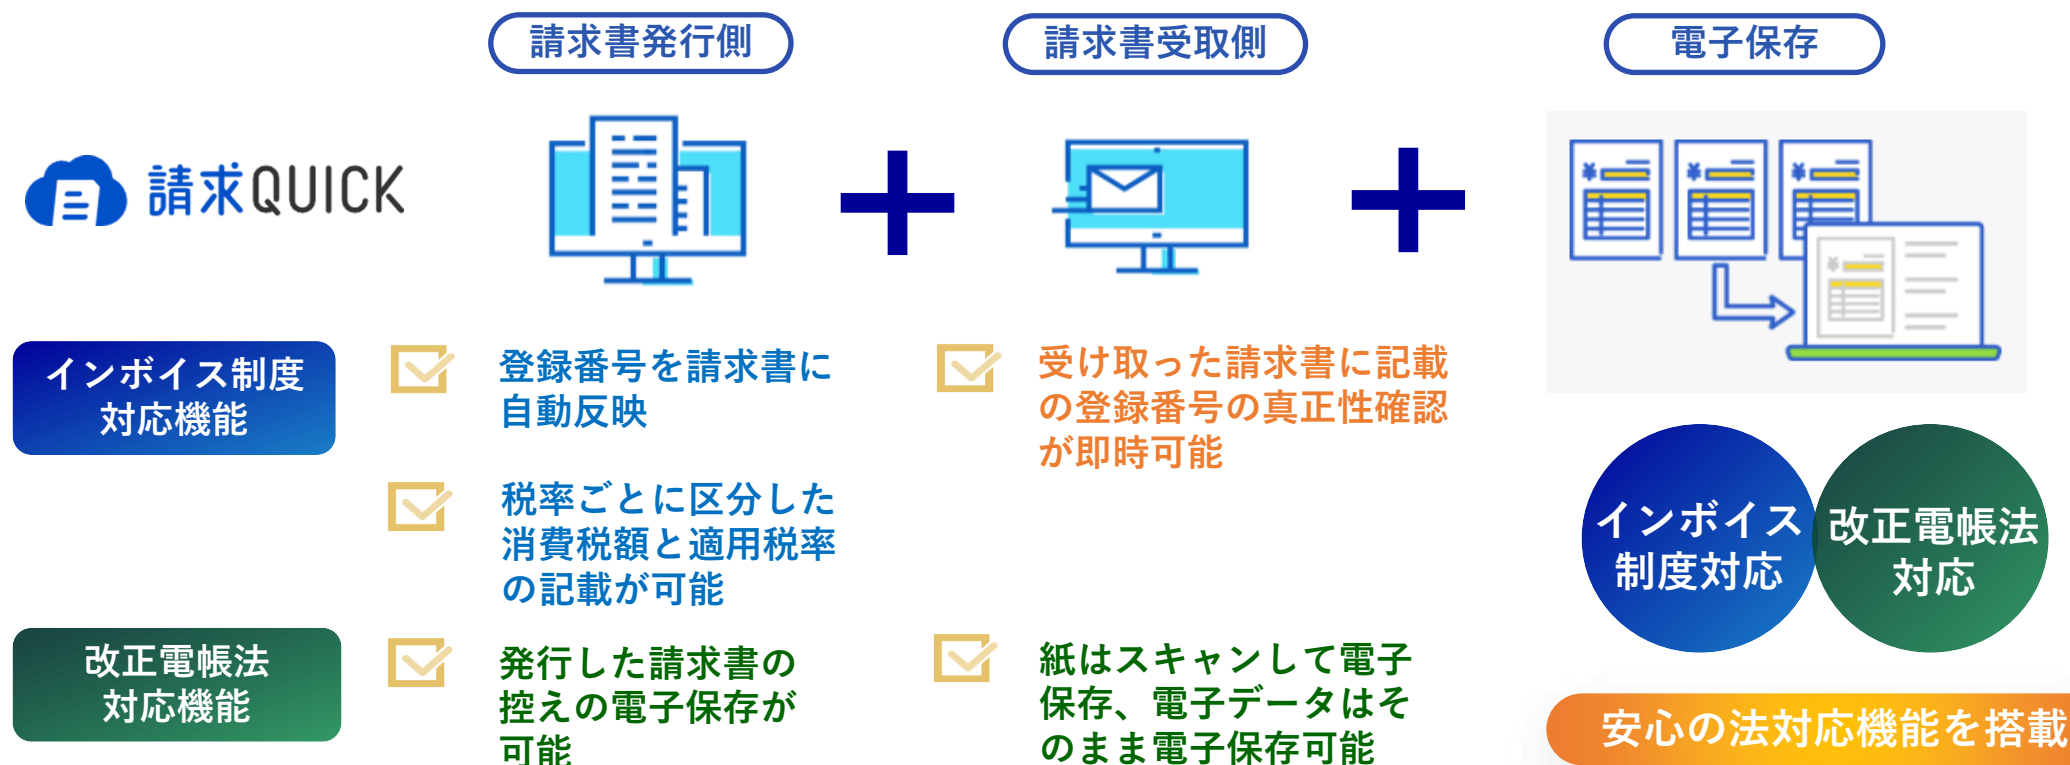 請求書発行側
請求書受取側
電子保存
請求QUICK
インボイス制度
対応機能
登録番号を請求書に
自動反映
受け取った請求書に記載
の登録番号の真正性確認
が即時可能
税率ごとに区分した
消費税額と適用税率
の記載が可能
インボイス
制度対応
改正電帳法
対応
改正電帳法
対応機能
発行した請求書の
控えの電子保存が
可能
紙はスキャンして電子
保存、電子データはそ
のまま電子保存可能
安心の法対応機能を搭載